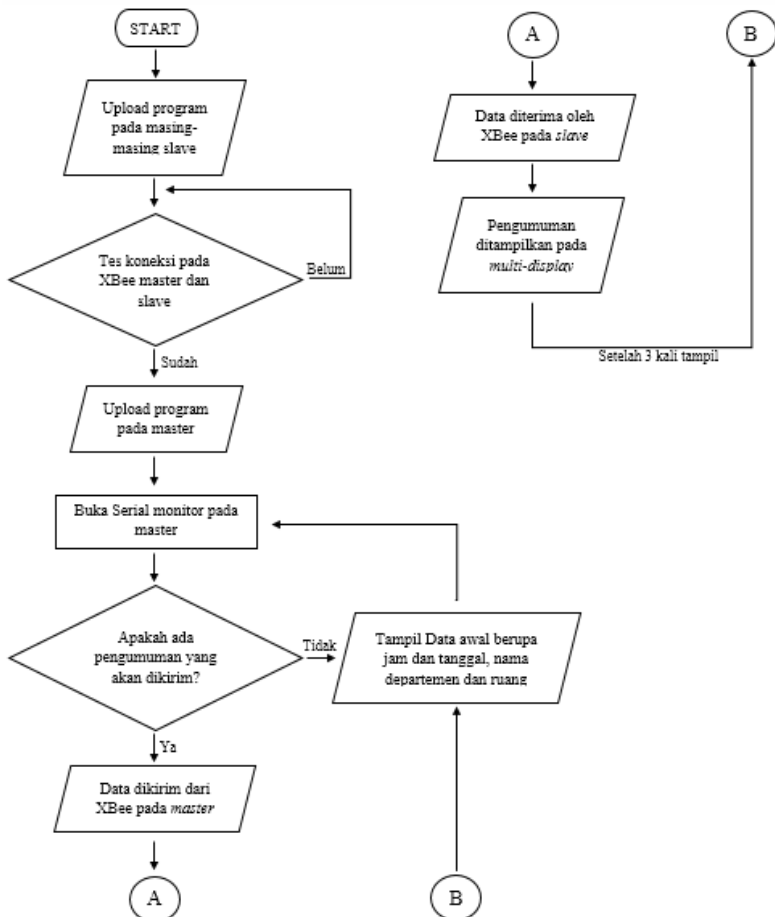 START
Upload program
pada masing-
masing slave
Tes koneksi pada
XBee master dan
slave
Belum
Sudah
Upload program
pada master
Buka Serial monitor pada
master
Apakah ada
pengumuman yang
akan dikirim?
Tidak
Tampil Data awal berupa
jam dan tanggal, nama
departemen dan ruang
Ya
Data dikirim dari
XBee pada master
A
B
A
Data diterima oleh
XBee pada slave
Pengumuman
ditampilkan pada
multi-display
Setelah 3 kali tampil
B